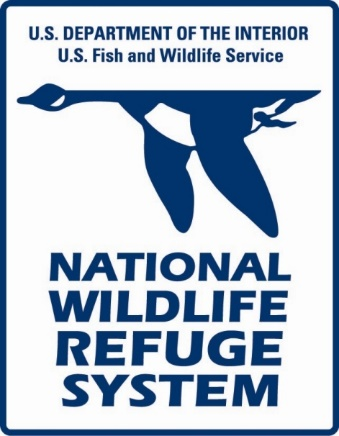 U.S. DEPARTMENT OF THE INTERIOR
U.S. Fish and Wildlife Service
NATIONAL
WILDLIFE
REFUGE
SYSTEM